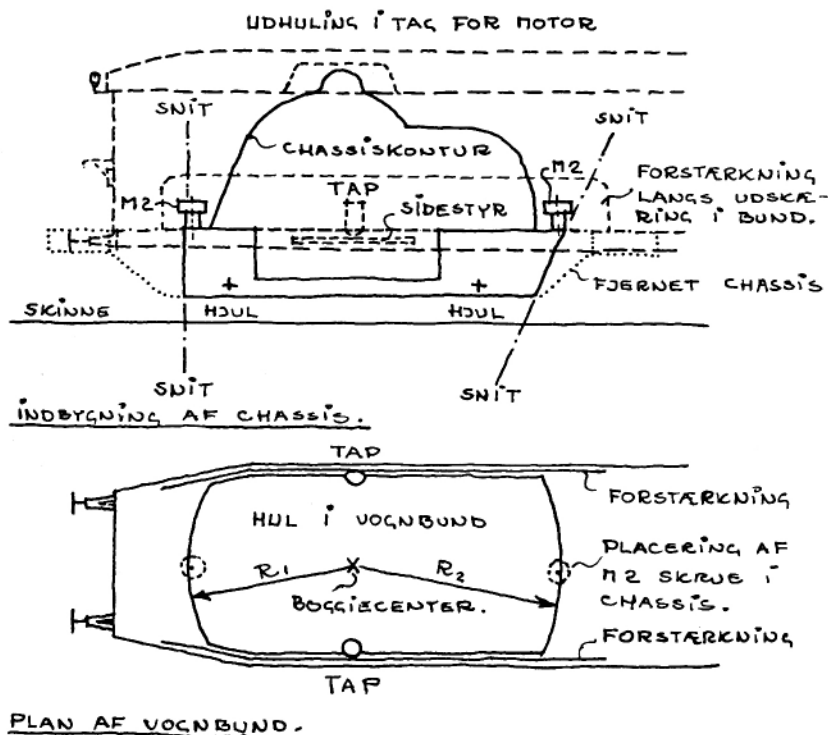 UDHULING I TAG FOR MOTOR
SNIT
SNIT
CHASSISKONTUR
M2
FORSTÆRKNING
LANGS UDSKÆ-
RING I BUND.
TAP
M2
SIDESTYR
FJERNET CHASSIS
SKINNE
HJUL
HJUL
SNIT
SNIT
INDBYGNING AF CHASSIS.
TAP
FORSTÆRKNING
HUL I VOGNBUND
PLACERING AF
M2 SKRUE I
CHASSIS.
R1
R2
BOGGIECENTER.
FORSTÆRKNING
TAP
PLAN AF VOGNBUND.